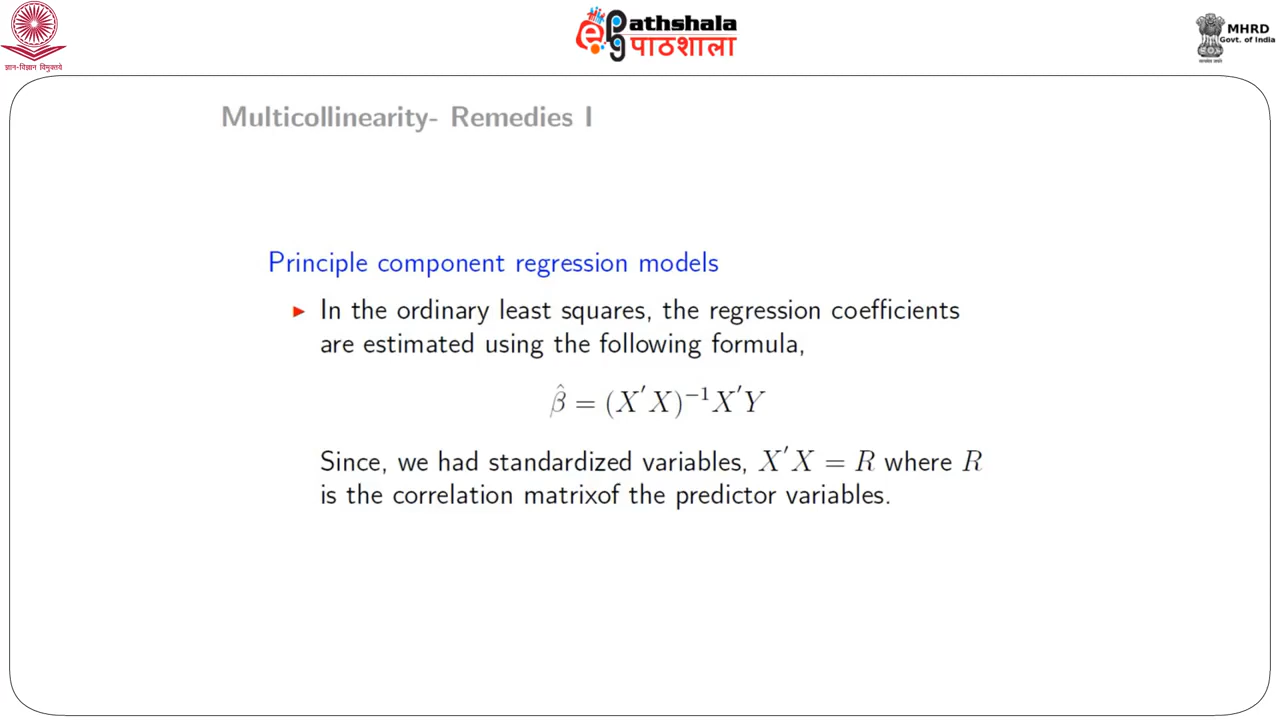 ज्ञान-विज्ञान विमुक्तये
epg
athshala
पाठशाला
MHRD
Govt. of India
Multicollinearity- Remedies I
Principle component regression models
In the ordinary least squares, the regression coefficients
are estimated using the following formula,
β̂ = (X′X)⁻¹X′Y
Since, we had standardized variables, X′X = R where R
is the correlation matrixof the predictor variables.